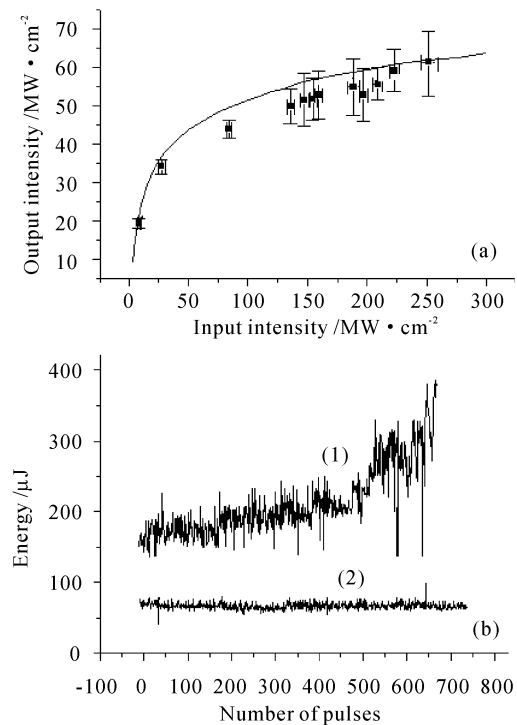 70
60
50
40
30
20
10
Output intensity /MW • cm⁻²
(a)
0 50 100 150 200 250 300
Input intensity /MW • cm⁻²
400
300
200
100
0
Energy /μJ
(1)
(2)
(b)
-100 0 100 200 300 400 500 600 700 800
Number of pulses